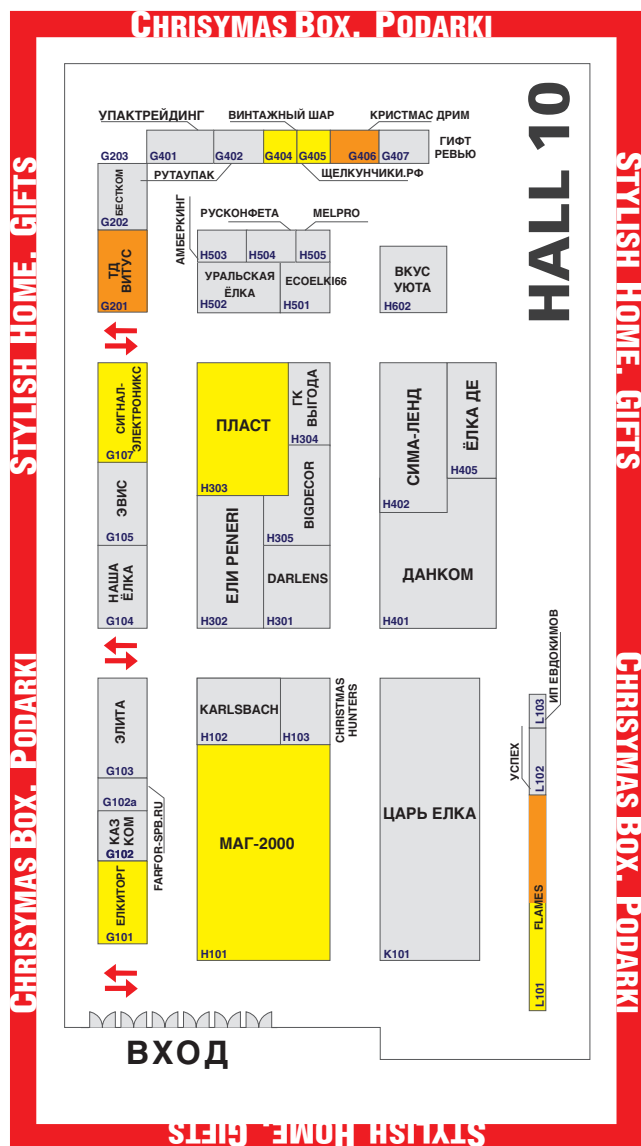 CHRISYMAS BOX. PODARKI
STYLISH HOME. GIFTS
CHRISYMAS BOX. PODARKI
STYLISH HOME. GIFTS
CHRISYMAS BOX. PODARKI
STYLISH HOME. GIFTS
HALL 10
УПАКТРЕЙДИНГ
ВИНТАЖНЫЙ ШАР
КРИСТМАС ДРИМ
G203
G401
G402
G404
G405
G406
G407
ГИФТ
РЕВЬЮ
РУТАУПАК
ЩЕЛКУНЧИКИ.РФ
БЕСТКОМ
G202
ТД
ВИТУС
G201
АМБЕРКИНГ
РУСКОНФЕТА
MELPRO
H503
H504
H505
УРАЛЬСКАЯ
ЁЛКА
H502
ECOELKI66
H501
ВКУС
УЮТА
H602
СИГНАЛ-
ЭЛЕКТРОНИКС
G107
ЭВИС
G105
НАША
ЁЛКА
G104
ПЛАСТ
H303
ГК
ВЫГОДА
H304
BIGDECOR
H305
ЕЛИ PENERI
H302
DARLENS
H301
СИМА-ЛЕНД
H402
ЁЛКА ДЕ
H405
ДАНКОМ
H401
ЭЛИТА
G103
G102a
FARFOR-SPB.RU
КАЗ
КОМ
G102
ЕЛКИТОРГ
G101
KARLSBACH
H102
H103
CHRISTMAS
HUNTERS
МАГ-2000
H101
ЦАРЬ ЕЛКА
K101
ИП ЕВДОКИМОВ
L103
УСПЕХ
L102
FLAMES
L101
ВХОД